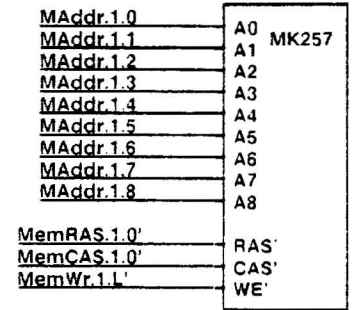 MAddr.1.0
A0 MK257
MAddr.1.1
A1
MAddr.1.2
A2
MAddr.1.3
A3
MAddr.1.4
A4
MAddr.1.5
A5
MAddr.1.6
A6
MAddr.1.7
A7
MAddr.1.8
A8
MemRAS.1.0'
RAS'
MemCAS.1.0'
CAS'
MemWr.1.L'
WE'